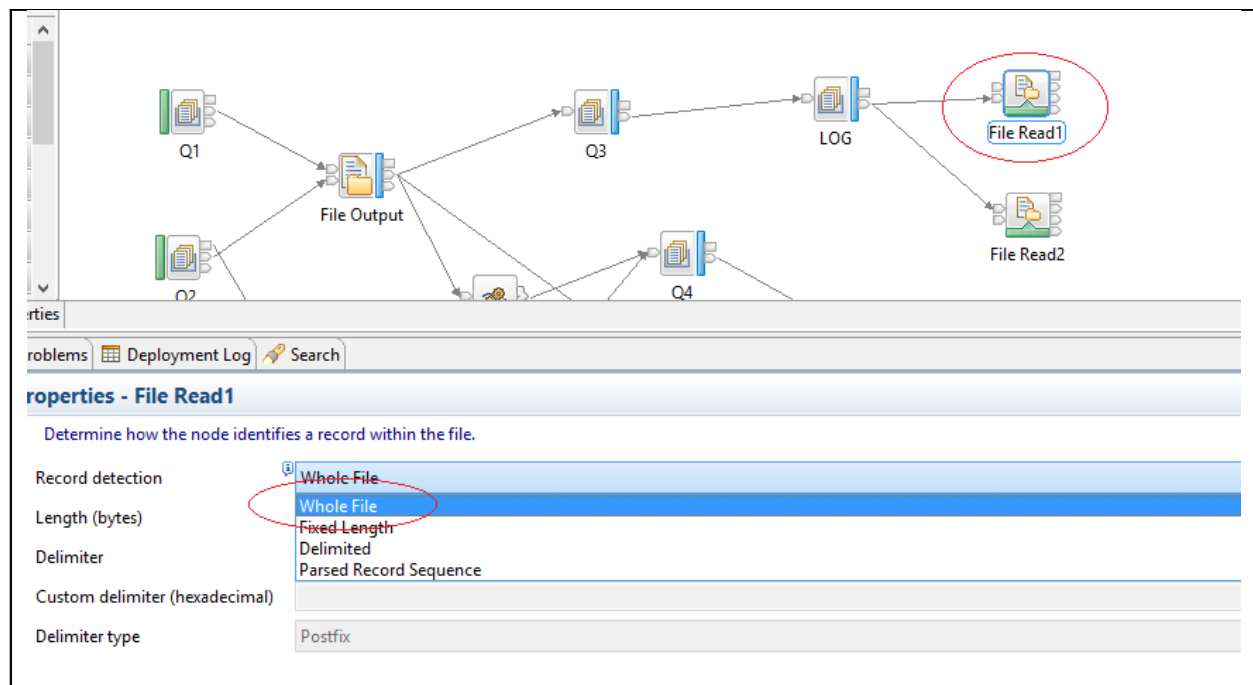 Q1
Q3
LOG
File Read1
File Output
Q2
Q4
File Read2
erties
roblems
Deployment Log
Search
roperties - File Read1
Determine how the node identifies a record within the file.
Record detection
Whole File
Whole File
Length (bytes)
Fixed Length
Delimiter
Delimited
Parsed Record Sequence
Custom delimiter (hexadecimal)
Delimiter type
Postfix